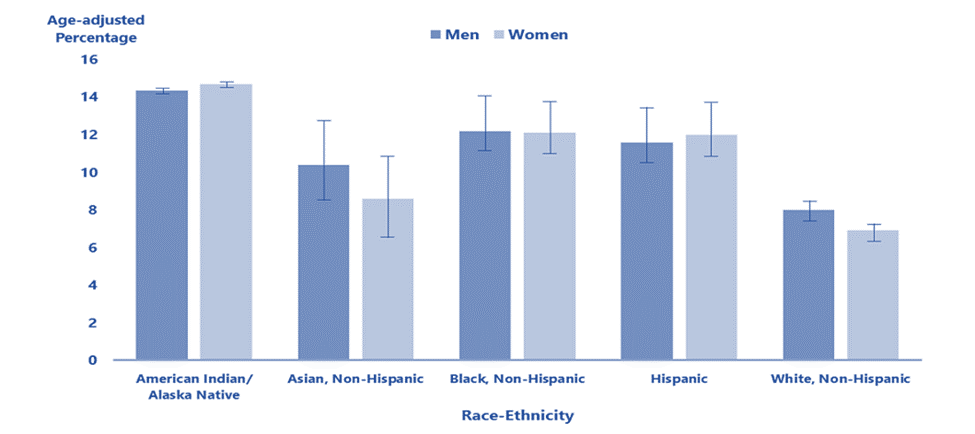 Age-adjusted
Percentage
Men Women
16
14
12
10
8
6
4
2
0
American Indian/
Alaska Native
Asian, Non-Hispanic
Black, Non-Hispanic
Hispanic
White, Non-Hispanic
Race-Ethnicity